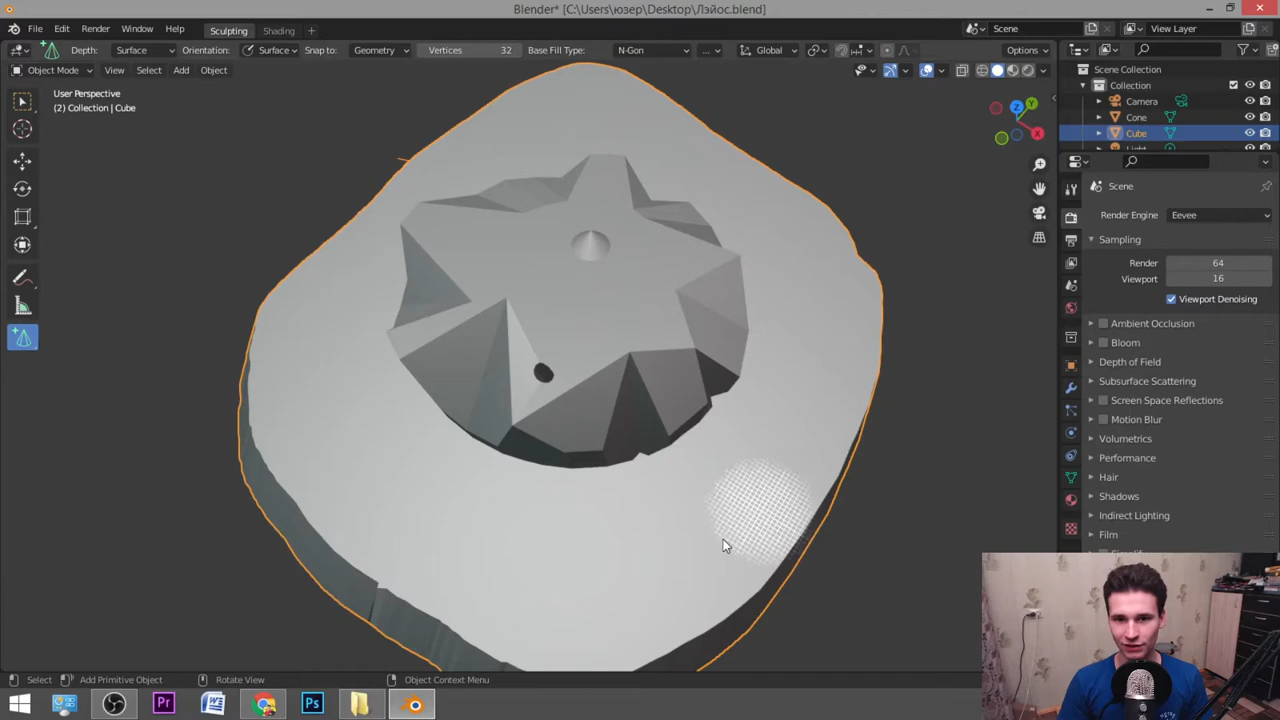 Blender* [C:\Users\юзер\Desktop\Лэйос.blend]
File Edit Render Window Help Sculpting Shading Scene View Layer
Depth: Surface Orientation: Surface Snap to: Geometry Vertices 32 Base Fill Type: N-Gon ... Global Options
Object Mode View Select Add Object
User Perspective
(2) Collection | Cube
Scene Collection
Collection
Camera
Cone
Cube
Light
Scene
Render Engine Eevee
Sampling
Render 64
Viewport 16
Viewport Denoising
Ambient Occlusion
Bloom
Depth of Field
Subsurface Scattering
Screen Space Reflections
Motion Blur
Volumetrics
Performance
Hair
Shadows
Indirect Lighting
Film
Select Add Primitive Object Rotate View Object Context Menu
Pr W Ps